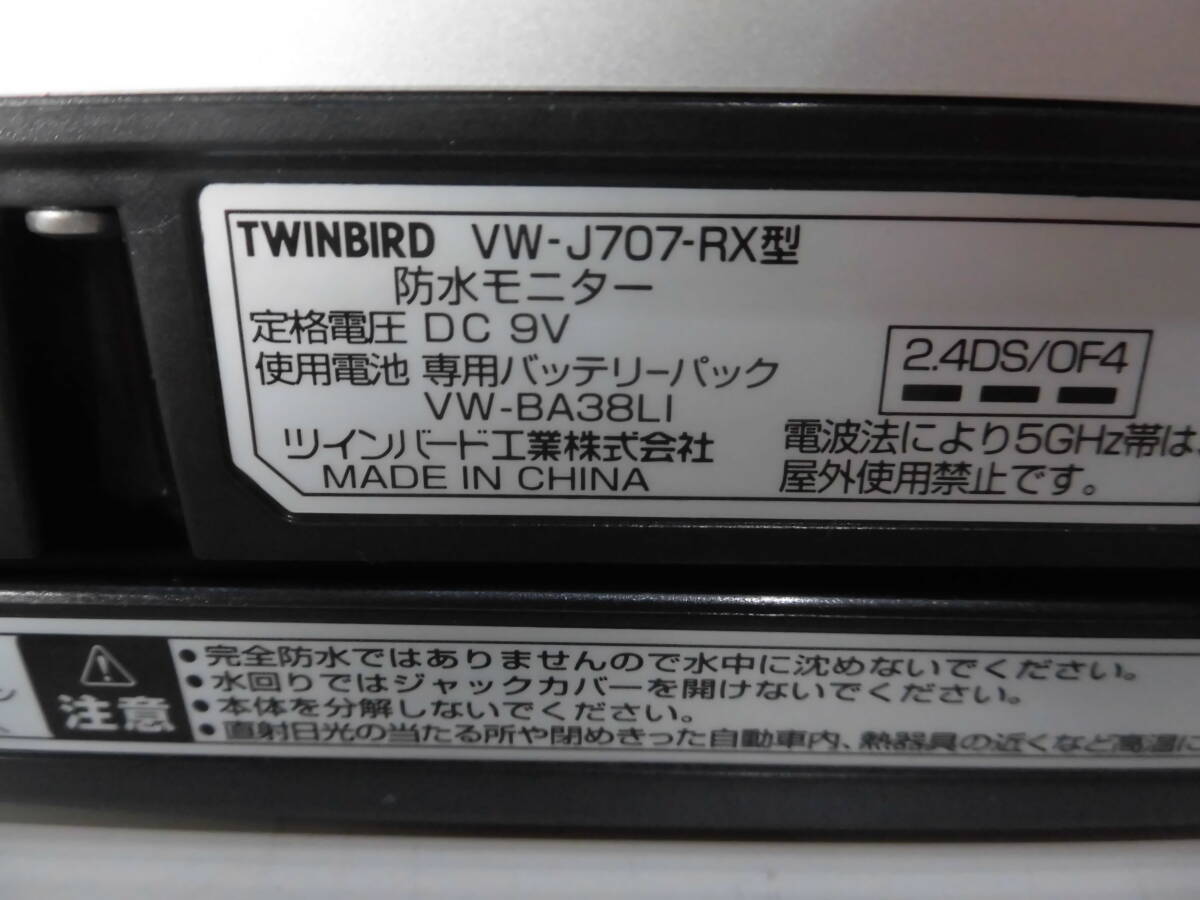 TWINBIRD VW-J707-RX型
防水モニター
定格電圧 DC 9V
使用電池 専用バッテリーパック
VW-BA38LI
ツインバード工業株式会社
MADE IN CHINA
2.4DS/OF4
電波法により5GHz帯は、
屋外使用禁止です。
ン
注意
•完全防水ではありませんので水中に沈めないでください。
•水回りではジャックカバーを開けないでください。
•本体を分解しないでください。
•直射日光の当たる所や閉めきった自動車内、熱器具の近くなど高温に